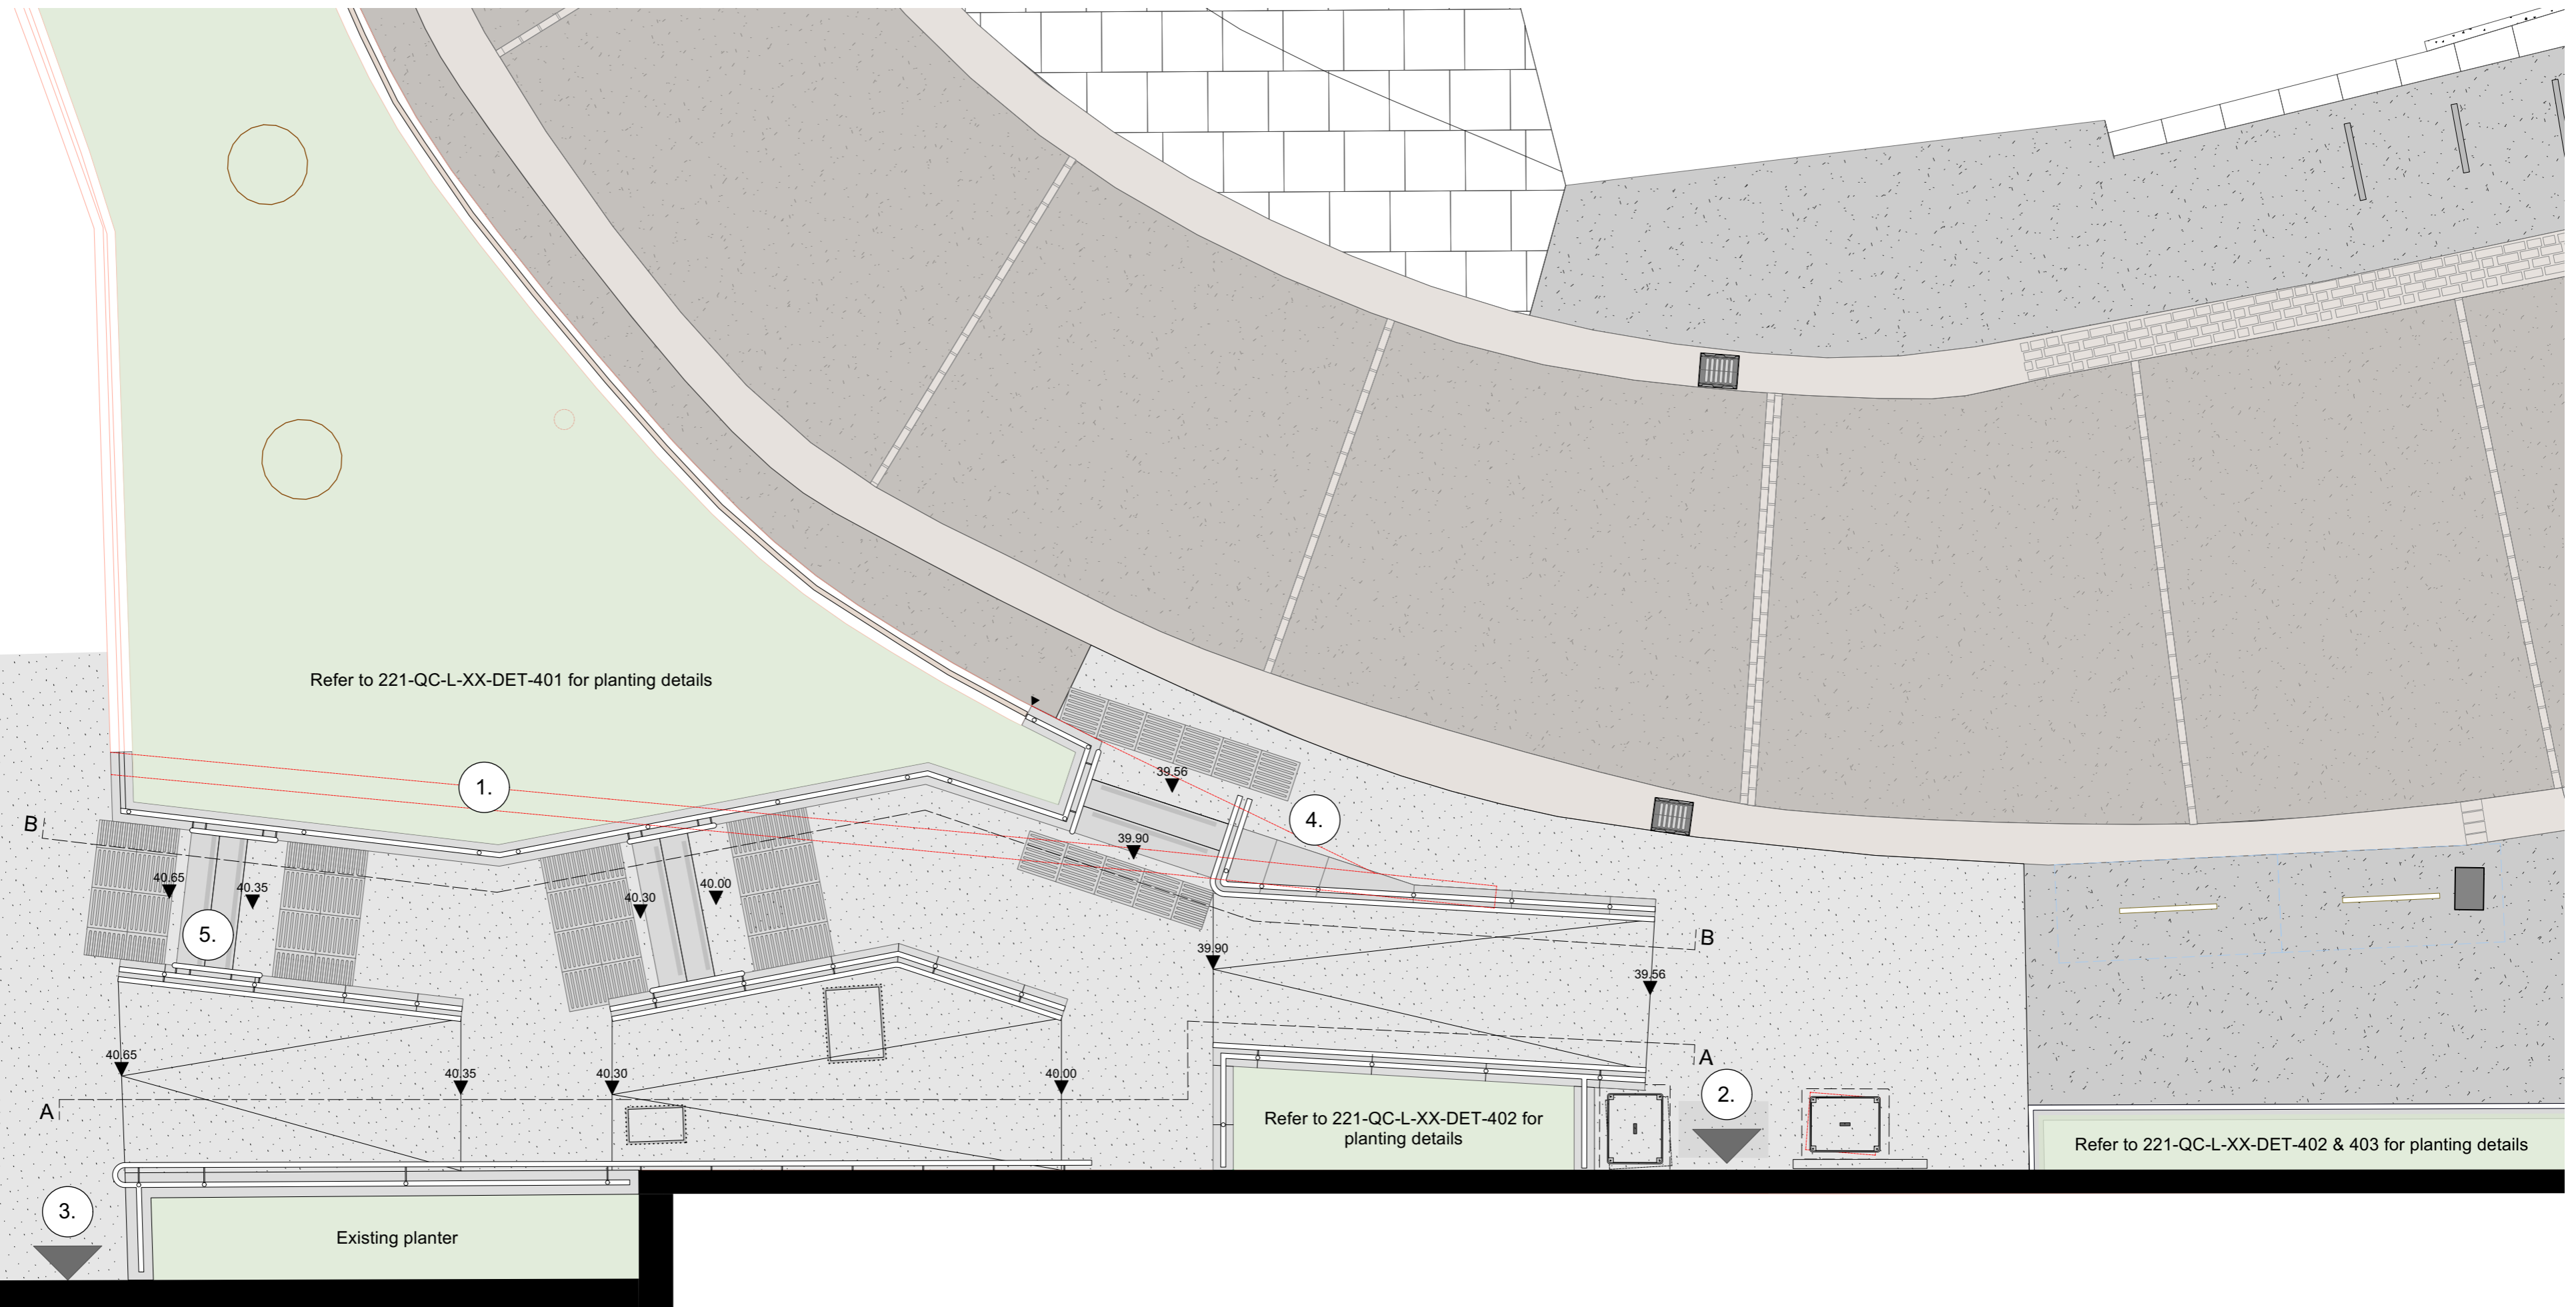 Refer to 221-QC-L-XX-DET-401 for planting details
1.
39.56
4.
B
39.90
40.65
40.35
40.30
40.00
5.
B
39.90
39.56
40.65
40.35
40.30
40.00
A
A
2.
Refer to 221-QC-L-XX-DET-402 for
planting details
Refer to 221-QC-L-XX-DET-402 & 403 for planting details
3.
Existing planter